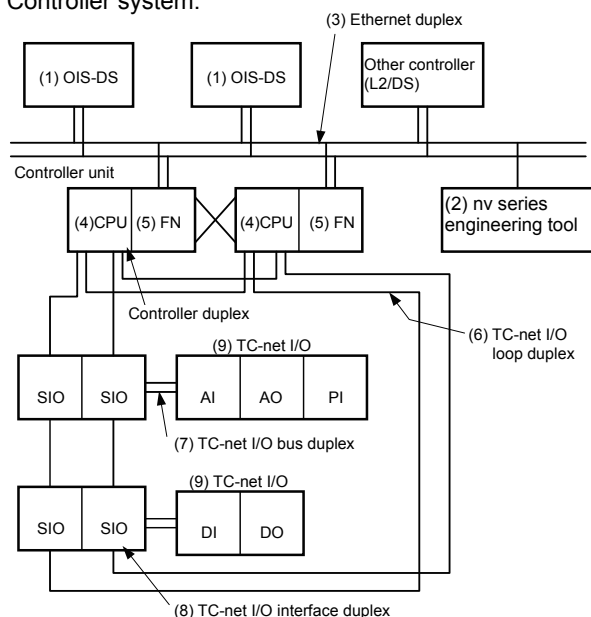 Controller system.
(3) Ethernet duplex
(1) OIS-DS
(1) OIS-DS
Other controller
(L2/DS)
Controller unit
(4)CPU
(5) FN
(4)CPU
(5) FN
(2) nv series
engineering tool
Controller duplex
(6) TC-net I/O
loop duplex
(9) TC-net I/O
SIO
SIO
AI
AO
PI
(7) TC-net I/O bus duplex
(9) TC-net I/O
SIO
SIO
DI
DO
(8) TC-net I/O interface duplex